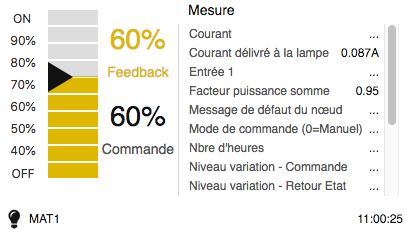 Mesure
ON
90%
80%
70%
60%
50%
40%
OFF
60%
Feedback
60%
Commande
Courant ...
Courant délivré à la lampe 0.087A
Entrée 1 ...
Facteur puissance somme 0.95
Message de défaut du nœud ...
Mode de commande (0=Manuel) ...
Nbre d'heures ...
Niveau variation - Commande ...
Niveau variation - Retour Etat ...
MAT1 11:00:25